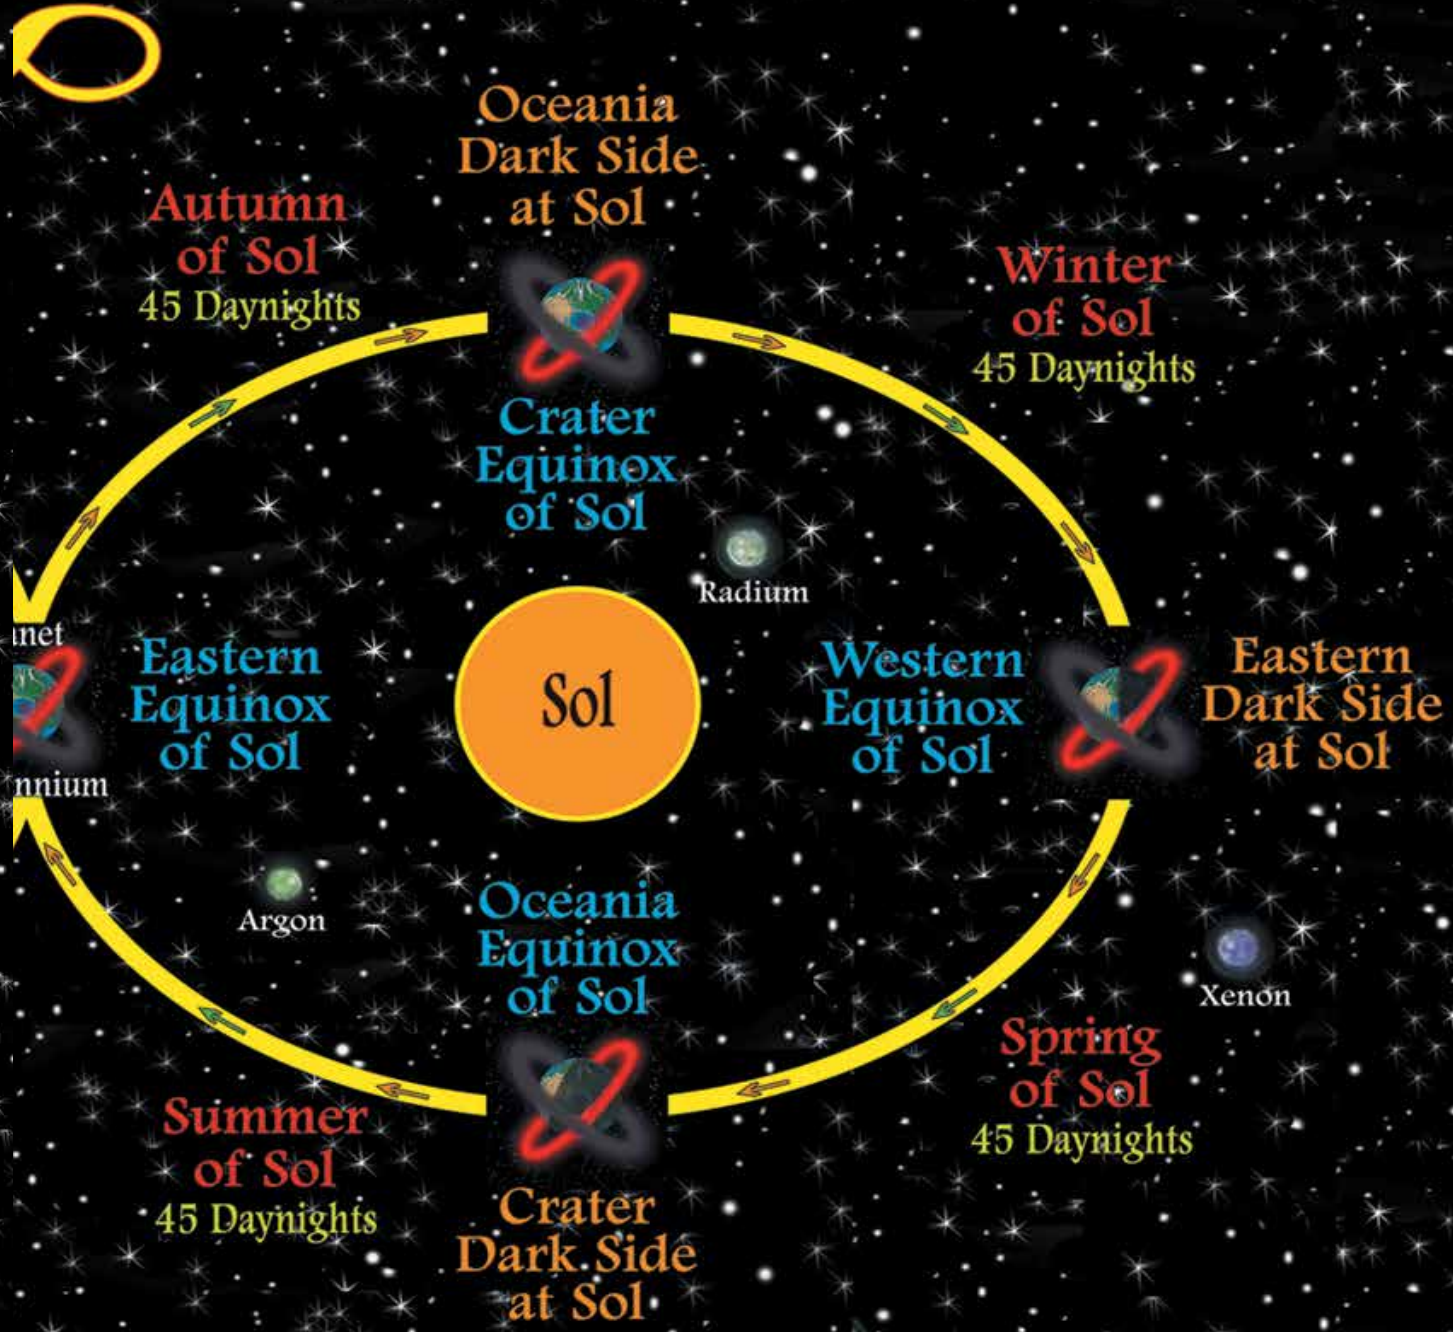 Oceania
Dark Side
at Sol
Autumn
of Sol
45 Daynights
Winter
of Sol
45 Daynights
Crater
Equinox
of Sol
Radium
anet
Eastern
Equinox
of Sol
Sol
Western
Equinox
of Sol
Eastern
Dark Side
at Sol
nnium
Argon
Oceania
Equinox
of Sol
Xenon
Spring
of Sol
45 Daynights
Summer
of Sol
45 Daynights
Crater
Dark Side
at Sol